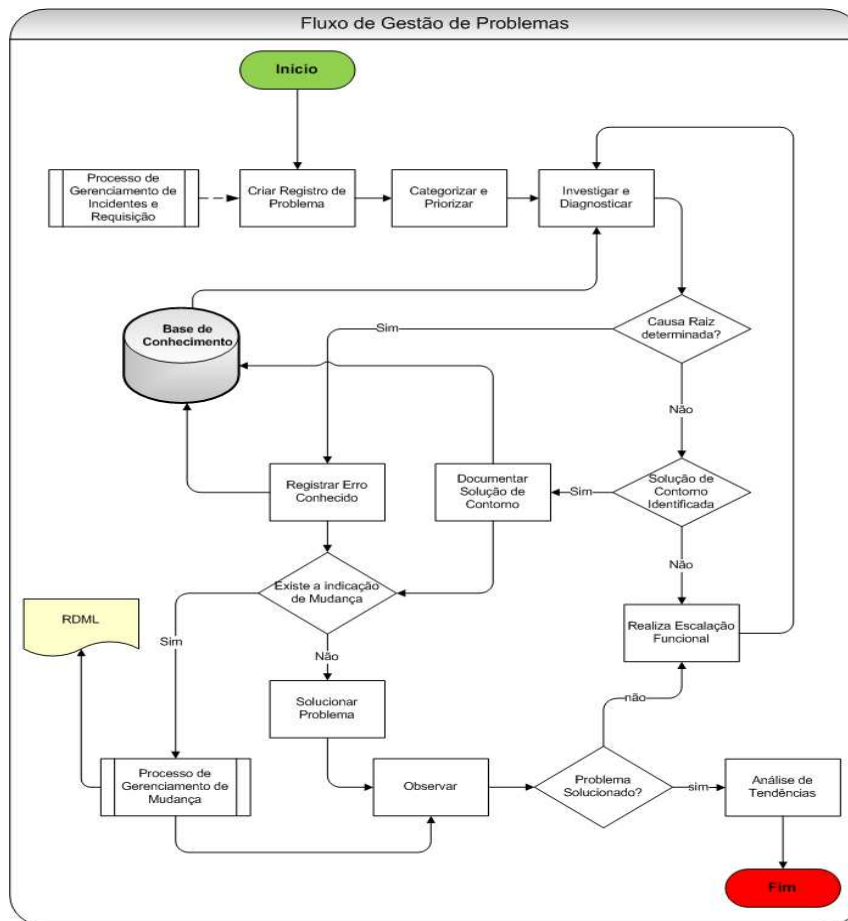 Fluxo de Gestão de Problemas
Início
Processo de
Gerenciamento de
Incidentes e
Requisição
Criar Registro de
Problema
Categorizar e
Priorizar
Investigar e
Diagnosticar
Base de
Conhecimento
Sim
Causa Raiz
determinada?
Não
Registrar Erro
Conhecido
Documentar
Solução de
Contorno
Sim
Solução de
Contorno
Identificada
Não
Existe a indicação
de Mudança
RDML
Sim
Não
Realiza Escalação
Funcional
Solucionar
Problema
não
Processo de
Gerenciamento de
Mudança
Observar
Problema
Solucionado?
sim
Análise de
Tendências
Fim